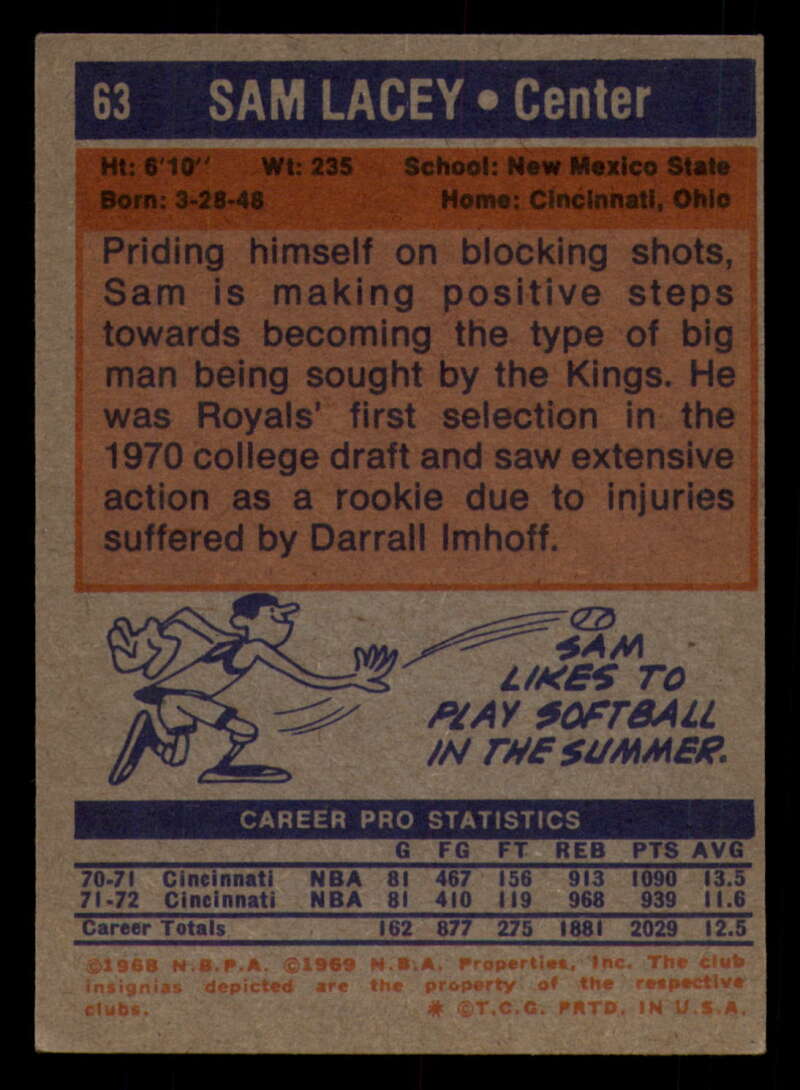 63 SAM LACEY • Center
Ht: 6'10'' Wt: 235 School: New Mexico State
Born: 3-28-48 Home: Cincinnati, Ohio
Priding himself on blocking shots,
Sam is making positive steps
towards becoming the type of big
man being sought by the Kings. He
was Royals' first selection in the
1970 college draft and saw extensive
action as a rookie due to injuries
suffered by Darrall Imhoff.
SAM
LIKES TO
PLAY SOFTBALL
IN THE SUMMER.
CAREER PRO STATISTICS
G FG FT REB PTS AVG
70-71 Cincinnati NBA 81 467 156 913 1090 13.5
71-72 Cincinnati NBA 81 410 119 968 939 11.6
Career Totals 162 877 275 1881 2029 12.5
©1968 N.B.P.A. ©1969 N.B.A. Properties, Inc. The club
insignias depicted are the property of the respective
clubs. * ©T.C.G. PRTD. IN U.S.A.